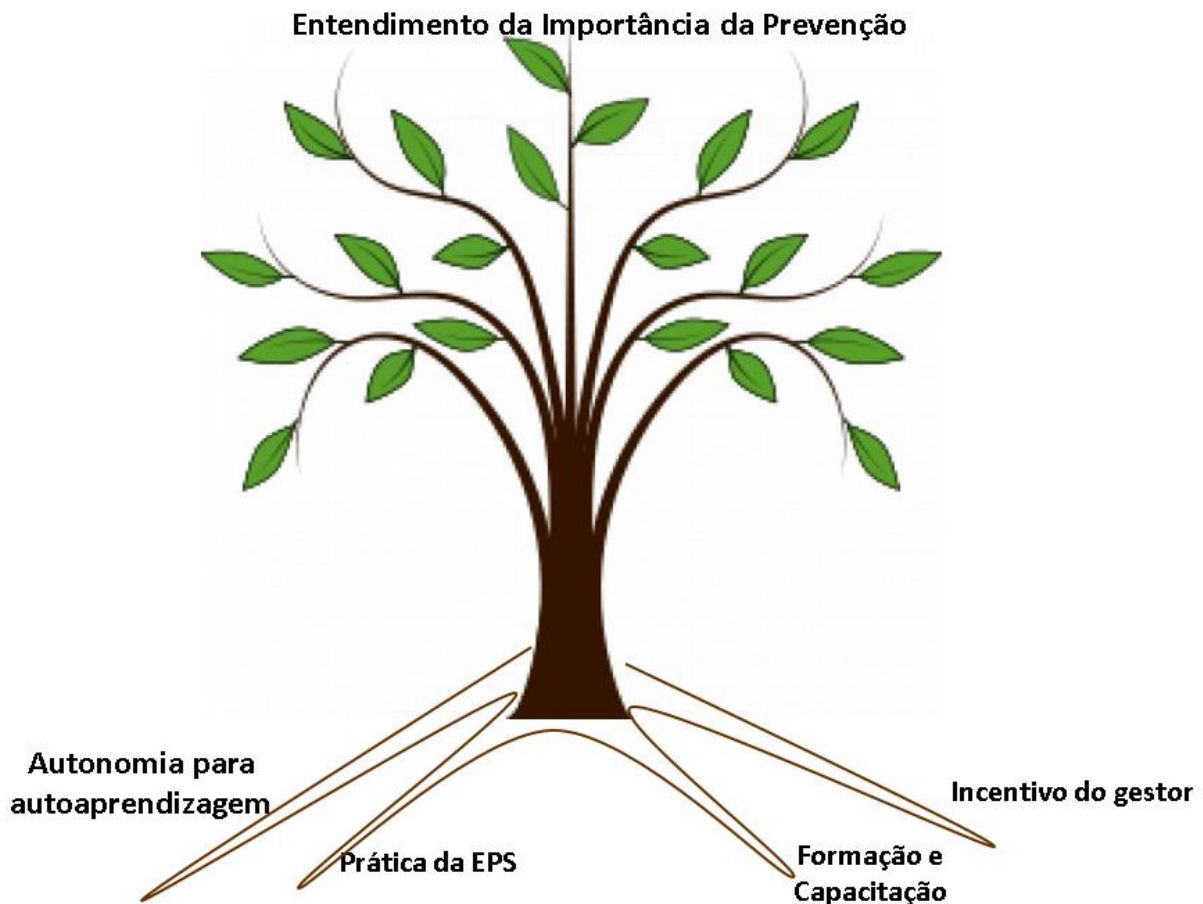 Entendimento da Importância da Prevenção
Autonomia para
autoaprendizagem
Prática da EPS
Formação e
Capacitação
Incentivo do gestor